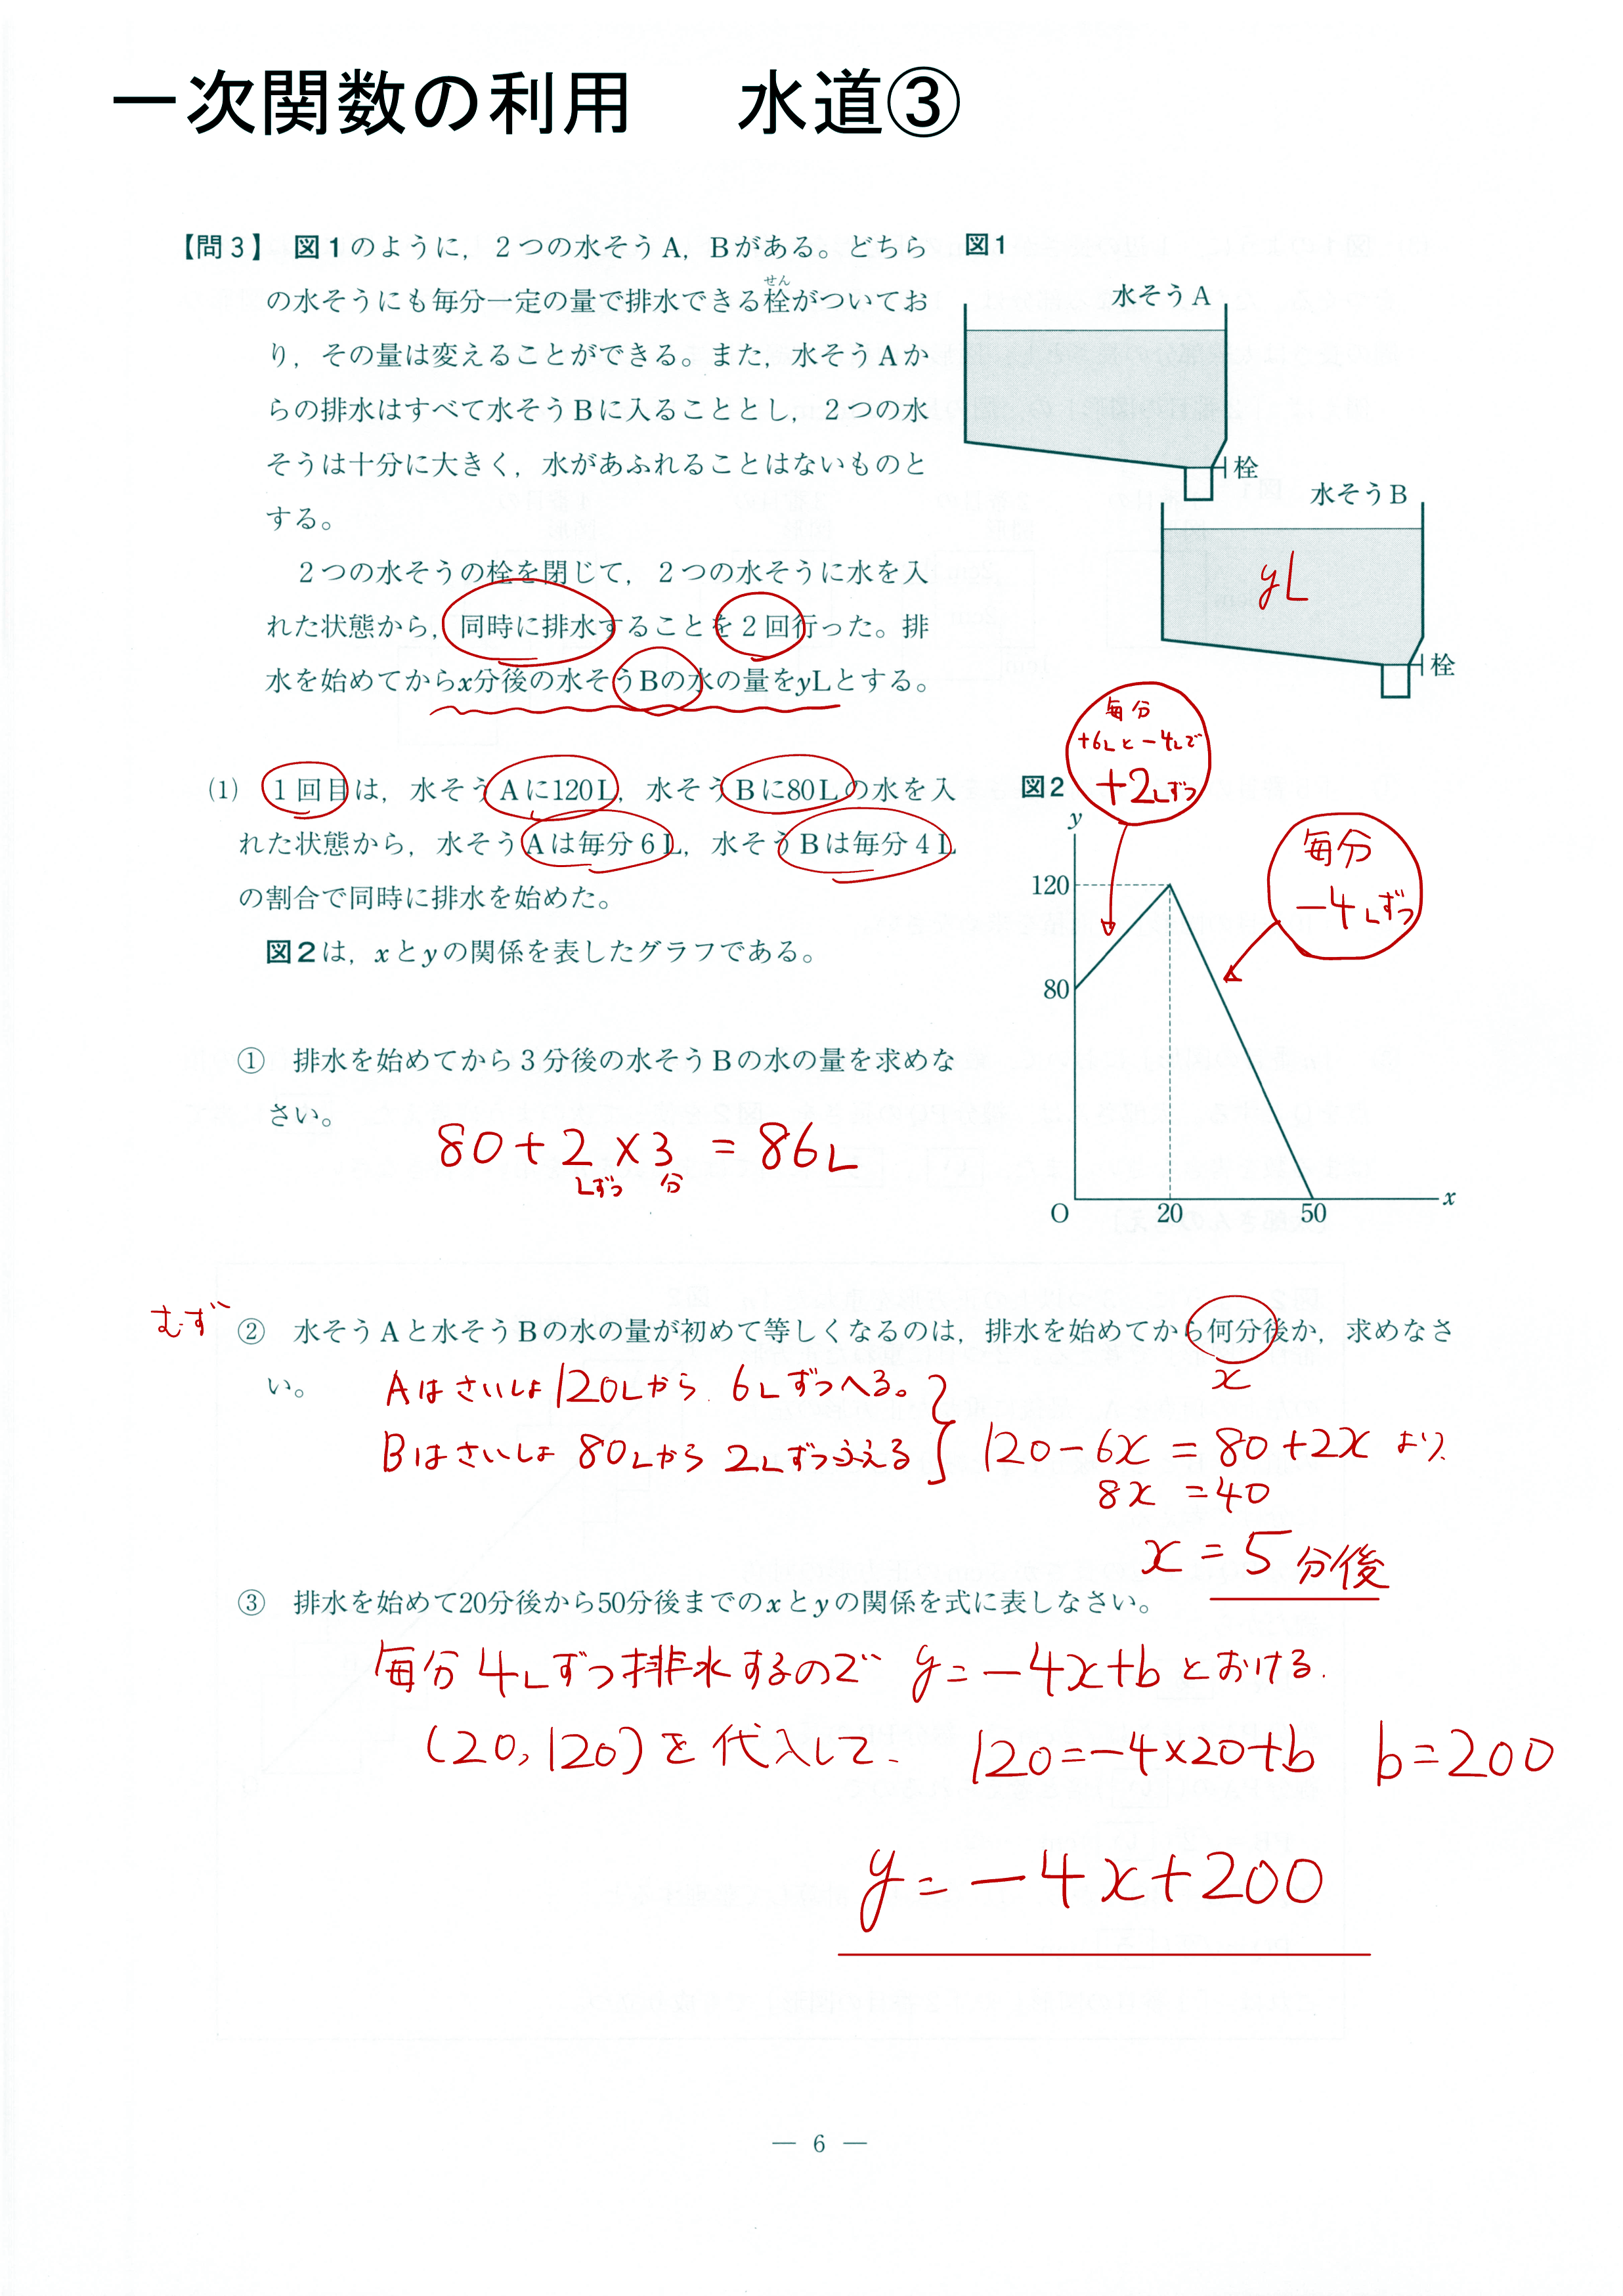 一次関数の利用　水道③
【問３】　図１のように，２つの水そうＡ，Ｂがある。どちら
の水そうにも毎分一定の量で排水できる栓がついてお
せん
り，その量は変えることができる。また，水そうＡか
らの排水はすべて水そうＢに入ることとし，２つの水
そうは十分に大きく，水があふれることはないものと
する。
２つの水そうの栓を閉じて，２つの水そうに水を入
れた状態から，同時に排水することを２回行った。排
水を始めてからx分後の水そうＢの水の量をyLとする。
図１
水そうＡ
栓
水そうＢ
yL
栓
(1)　１回目は，水そうＡに120Ｌ，水そうＢに80Ｌの水を入
れた状態から，水そうＡは毎分６Ｌ，水そうＢは毎分４Ｌ
の割合で同時に排水を始めた。
図２は，xとyの関係を表したグラフである。
図２
毎分
+6Lと-4Lで
+2Lずつ
毎分
-4Lずつ
y
120
80
O
20
50
x
①　排水を始めてから３分後の水そうＢの水の量を求めな
さい。
80+2×3=86L
Lずつ　分
むず
②　水そうＡと水そうＢの水の量が初めて等しくなるのは，排水を始めてから何分後か，求めなさ
い。
x
Aはさいしょ120Lから 6Lずつへる。
Bはさいしょ 80Lから 2Lずつふえる
120-6x=80+2x より
8x=40
x=5分後
③　排水を始めて20分後から50分後までのxとyの関係を式に表しなさい。
毎分4Lずつ排水するので y=-4x+b とおける.
(20,120)を代入して、 120=-4×20+b b=200
y=-4x+200
— 6 —